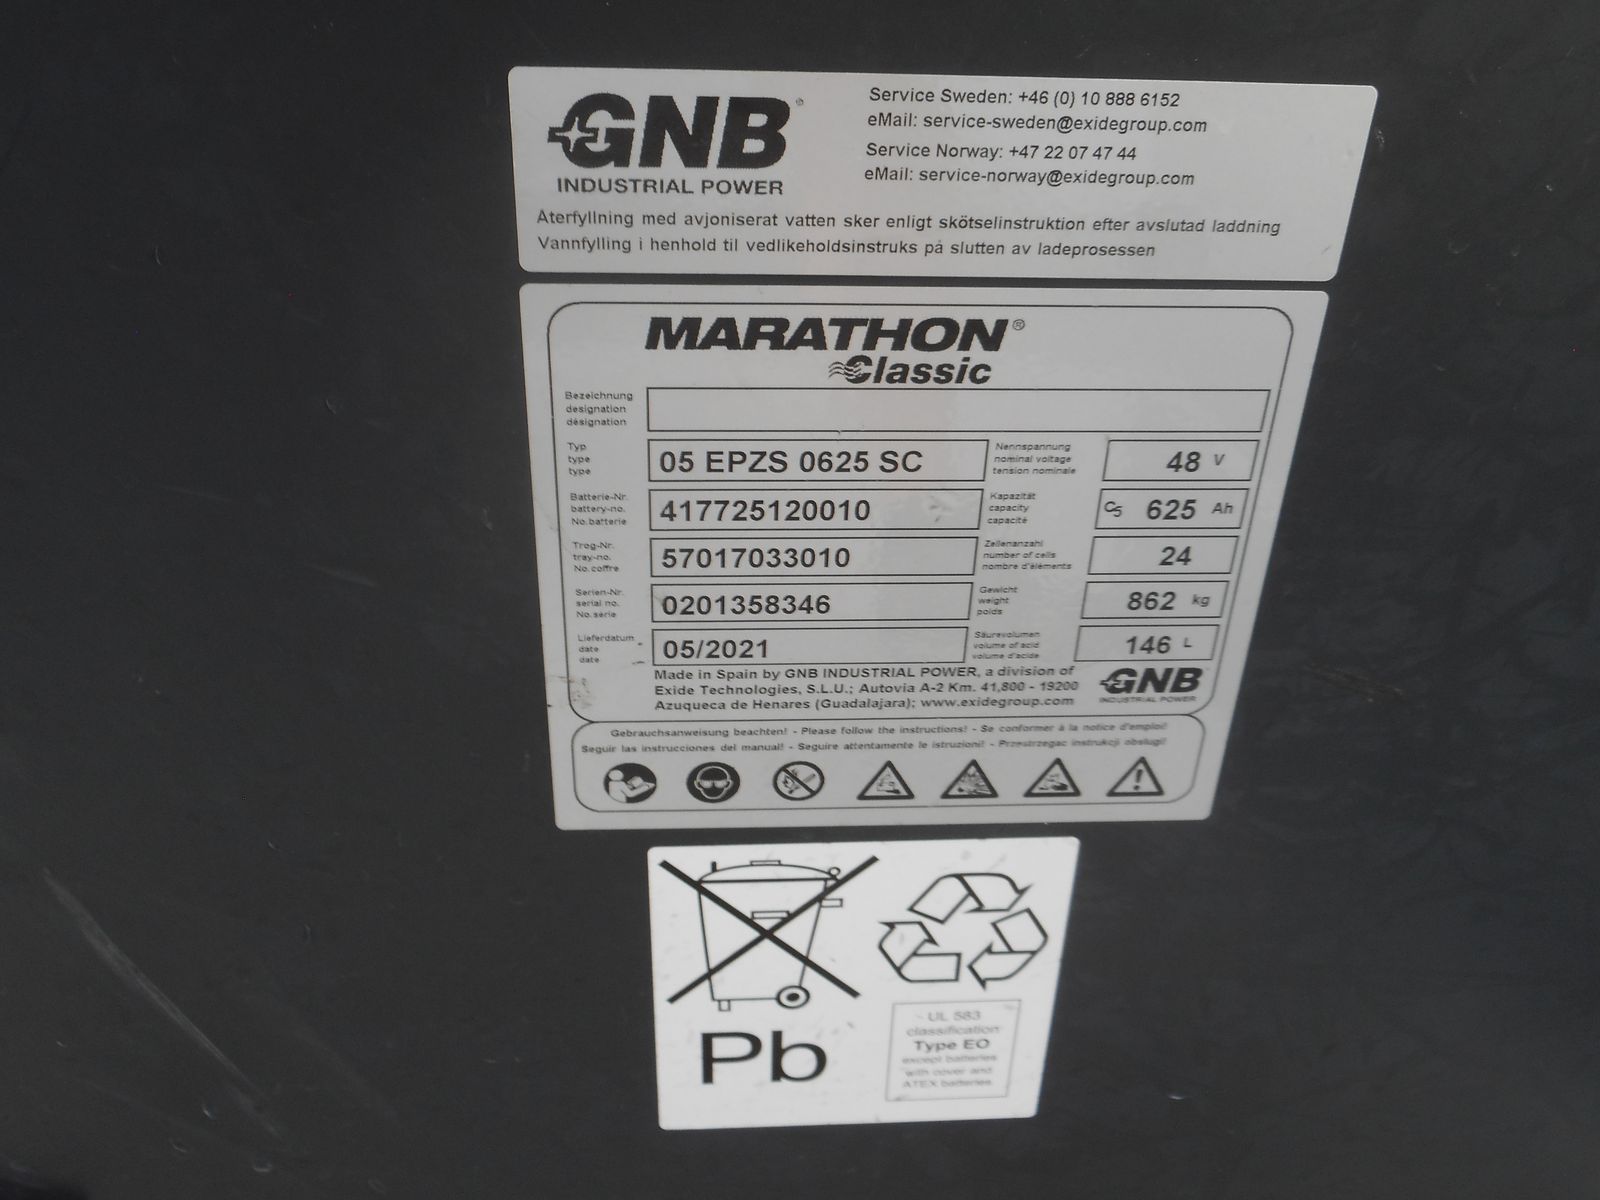 GNB®
INDUSTRIAL POWER
Service Sweden: +46 (0) 10 888 6152
eMail: service-sweden@exidegroup.com
Service Norway: +47 22 07 47 44
eMail: service-norway@exidegroup.com
Återfyllning med avjoniserat vatten sker enligt skötselinstruktion efter avslutad laddning
Vannfylling i henhold til vedlikeholdsinstruks på slutten av ladeprosessen
MARATHON®
Classic
Bezeichnung
designation
désignation
Typ
type
type
05 EPZS 0625 SC
Nennspannung
nominal voltage
tension nominale
48 V
Batterie-Nr.
battery-no.
No.batterie
417725120010
Kapazität
capacity
capacité
C5 625 Ah
Trog-Nr.
tray-no.
No.coffre
57017033010
Zellenanzahl
number of cells
nombre d'éléments
24
Serien-Nr.
serial no.
No.série
0201358346
Gewicht
weight
poids
862 kg
Lieferdatum
date
date
05/2021
Säurevolumen
volume of acid
volume d'acide
146 L
Made in Spain by GNB INDUSTRIAL POWER, a division of
Exide Technologies, S.L.U.; Autovia A-2 Km. 41,800 - 19200
Azuqueca de Henares (Guadalajara); www.exidegroup.com
GNB
INDUSTRIAL POWER
Gebrauchsanweisung beachten! - Please follow the instructions! - Se conformer à la notice d'emploi!
Seguir las instrucciones del manual! - Seguire attentamente le istruzioni! - Przestrzegac instrukcji obslugi!
Pb
UL 583
classification
Type EO
except batteries
with cover and
ATEX batteries